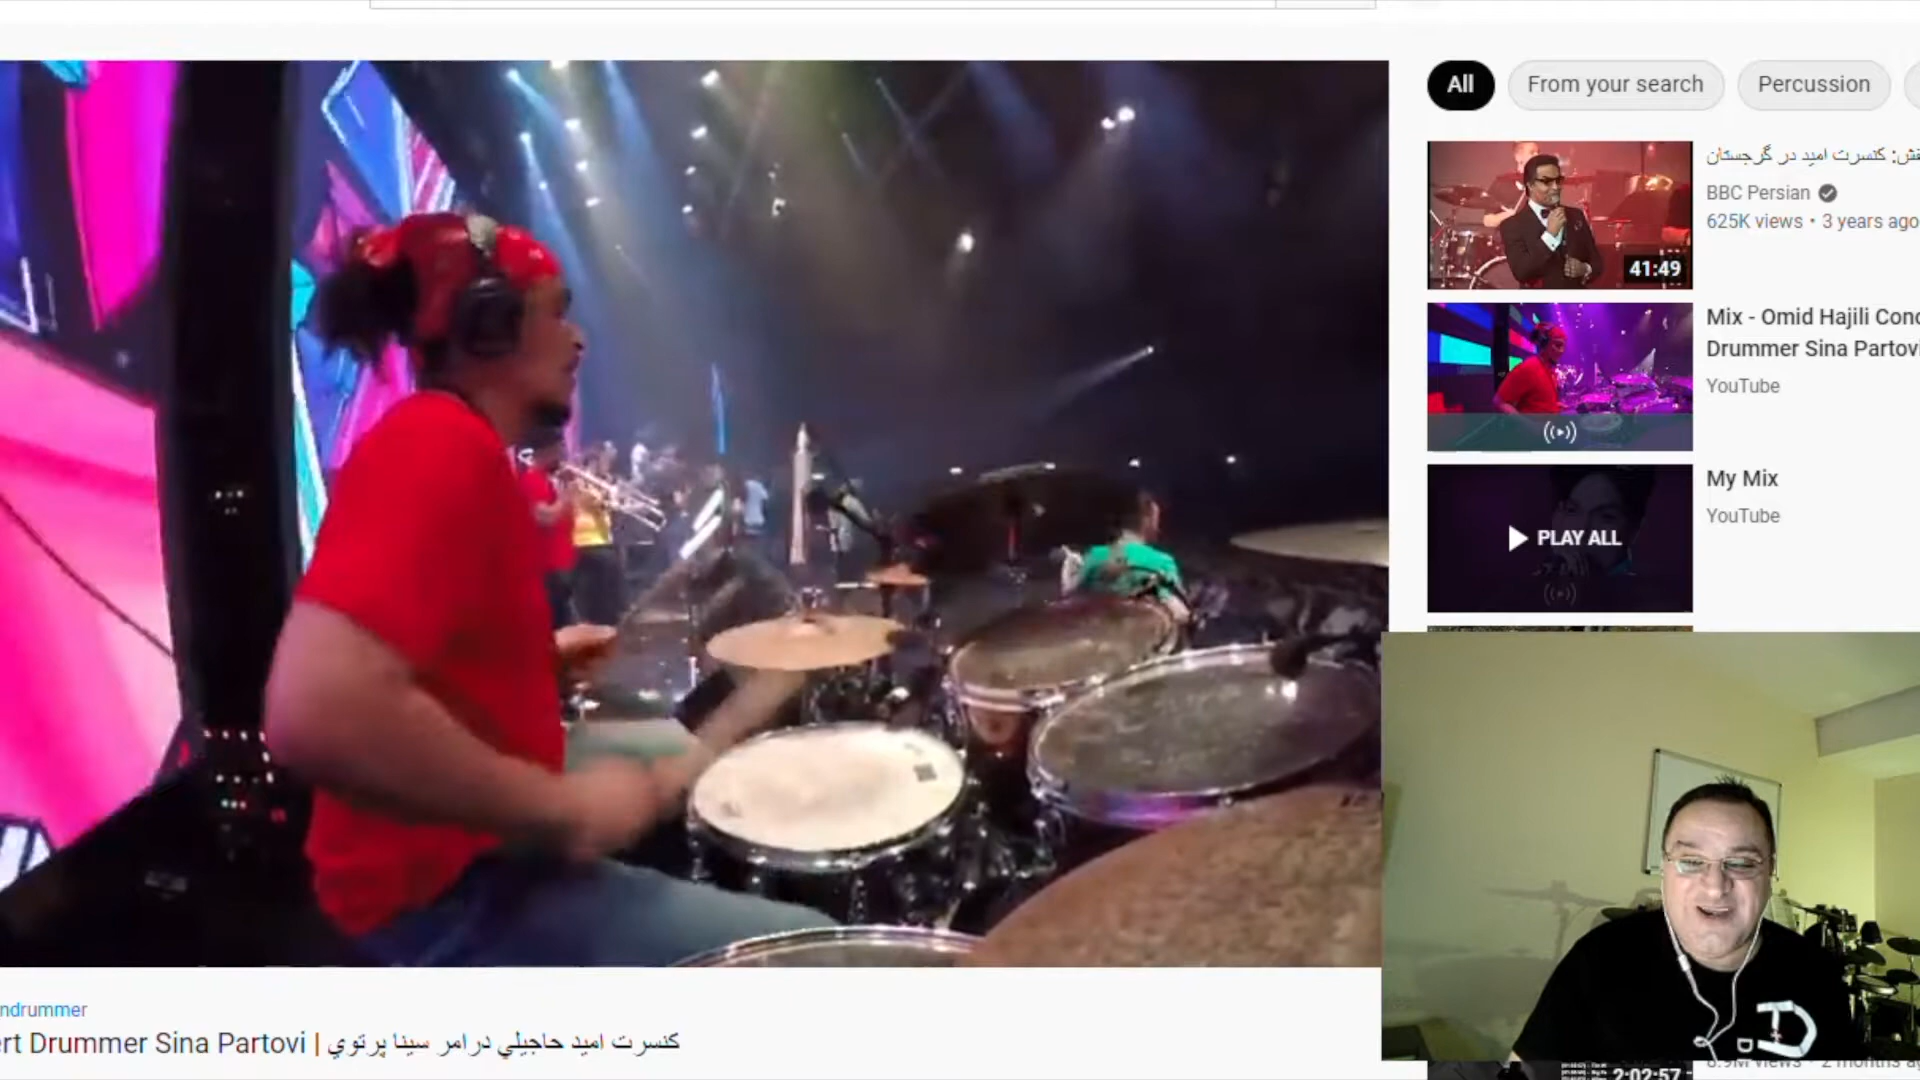 All
From your search
Percussion
کنسرت امید در گرجستان
BBC Persian
625K views • 3 years ago
41:49
Mix - Omid Hajili
Drummer Sina Partovi
YouTube
My Mix
YouTube
PLAY ALL
ndrummer
rt Drummer Sina Partovi | کنسرت امید حاجیلي درامر سینا پرتوي
2:02:57